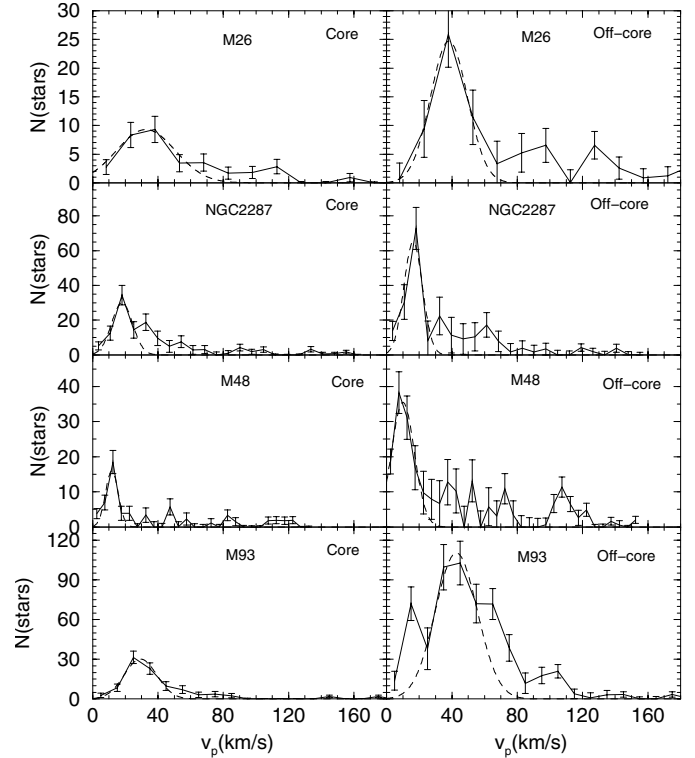 30
25
20
15
10
5
0
N(stars)
M26
Core
M26
Off-core
80
60
40
20
0
N(stars)
NGC2287
Core
NGC2287
Off-core
40
30
20
10
0
N(stars)
M48
Core
M48
Off-core
120
90
60
30
0
N(stars)
M93
Core
M93
Off-core
0 40 80 120 160 0 40 80 120 160
v_p(km/s) v_p(km/s)